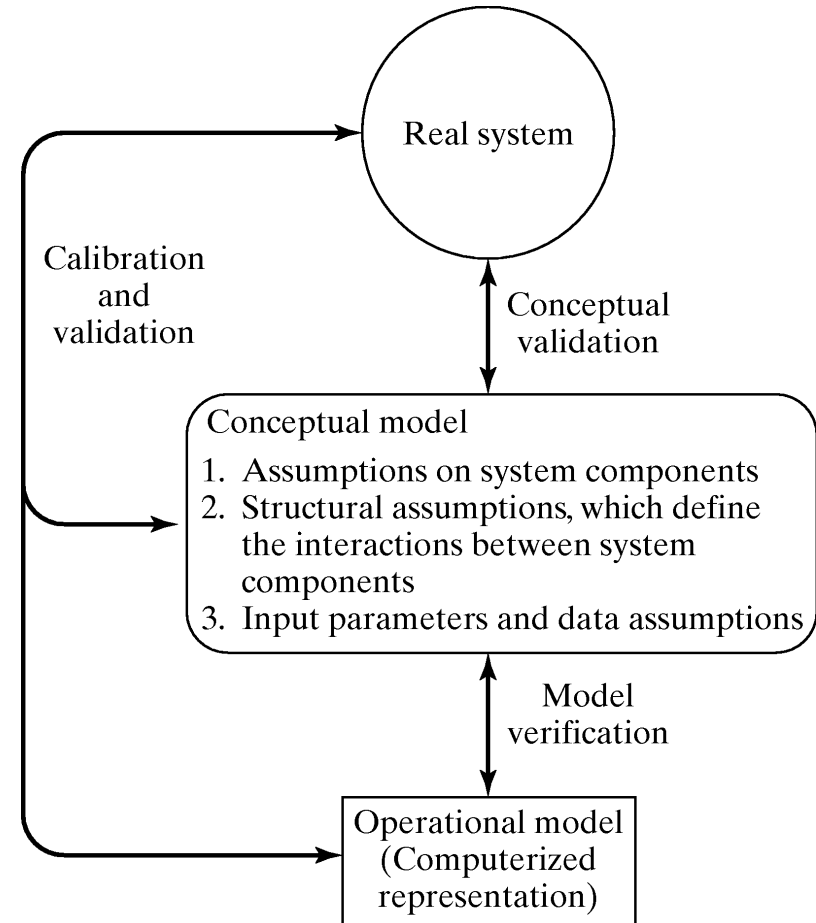 Real system
Calibration
and
validation
Conceptual
validation
Conceptual model
1. Assumptions on system components
2. Structural assumptions, which define
the interactions between system
components
3. Input parameters and data assumptions
Model
verification
Operational model
(Computerized
representation)